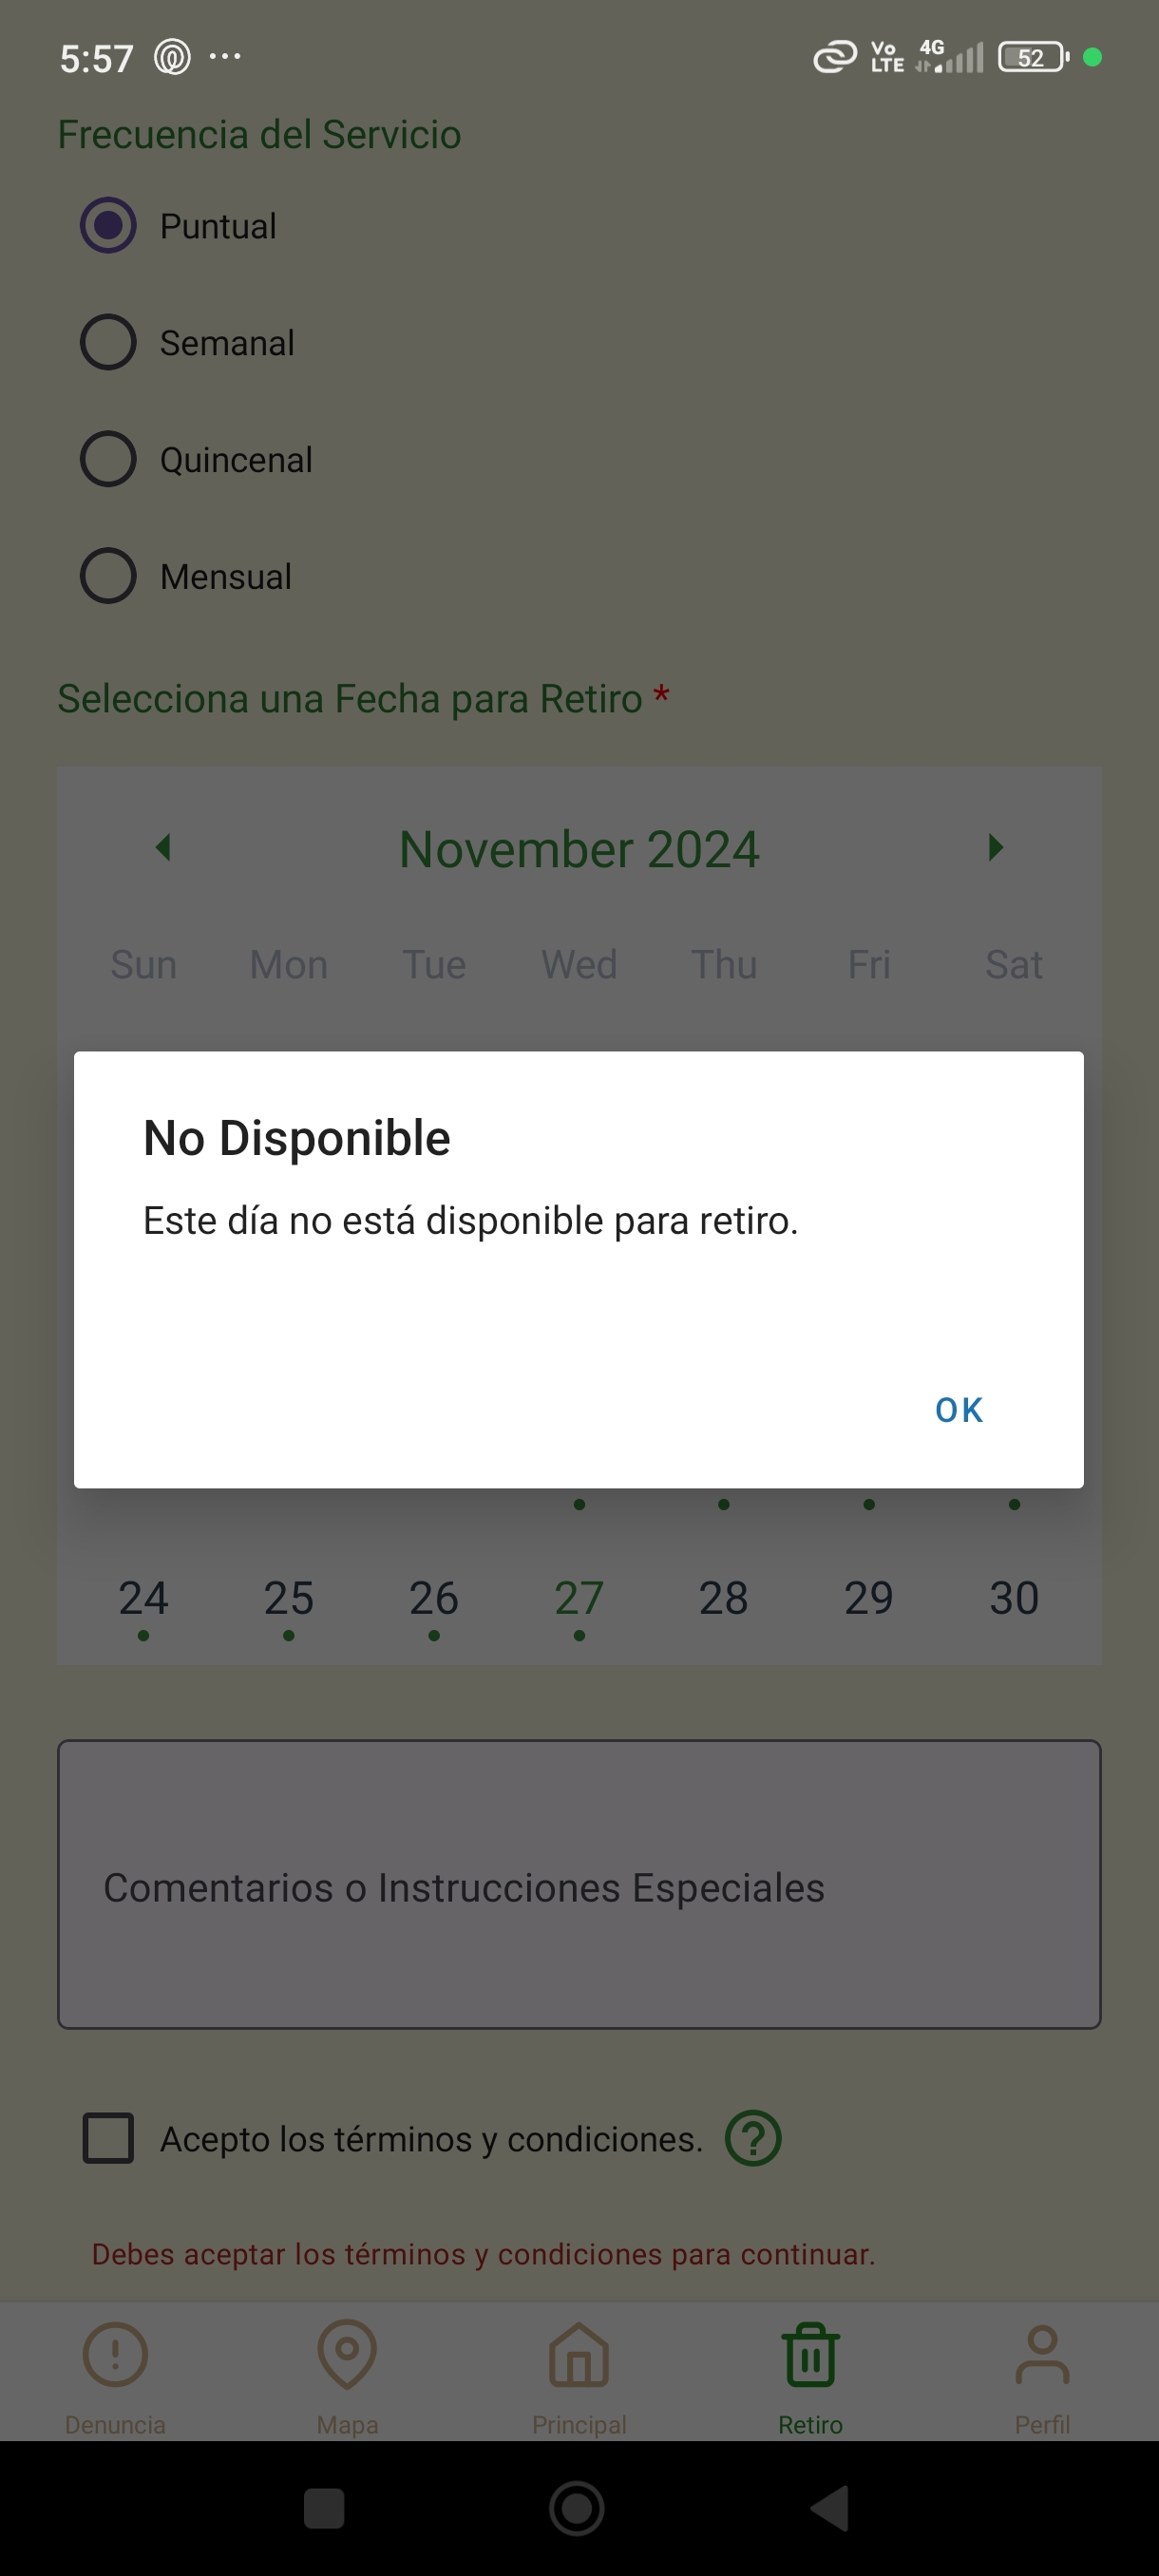 5:57 ... Vo LTE 4G 52
Frecuencia del Servicio
Puntual
Semanal
Quincenal
Mensual
Selecciona una Fecha para Retiro *
November 2024
Sun Mon Tue Wed Thu Fri Sat
No Disponible
Este día no está disponible para retiro.
OK
24 25 26 27 28 29 30
Comentarios o Instrucciones Especiales
Acepto los términos y condiciones. ?
Debes aceptar los términos y condiciones para continuar.
Denuncia Mapa Principal Retiro Perfil